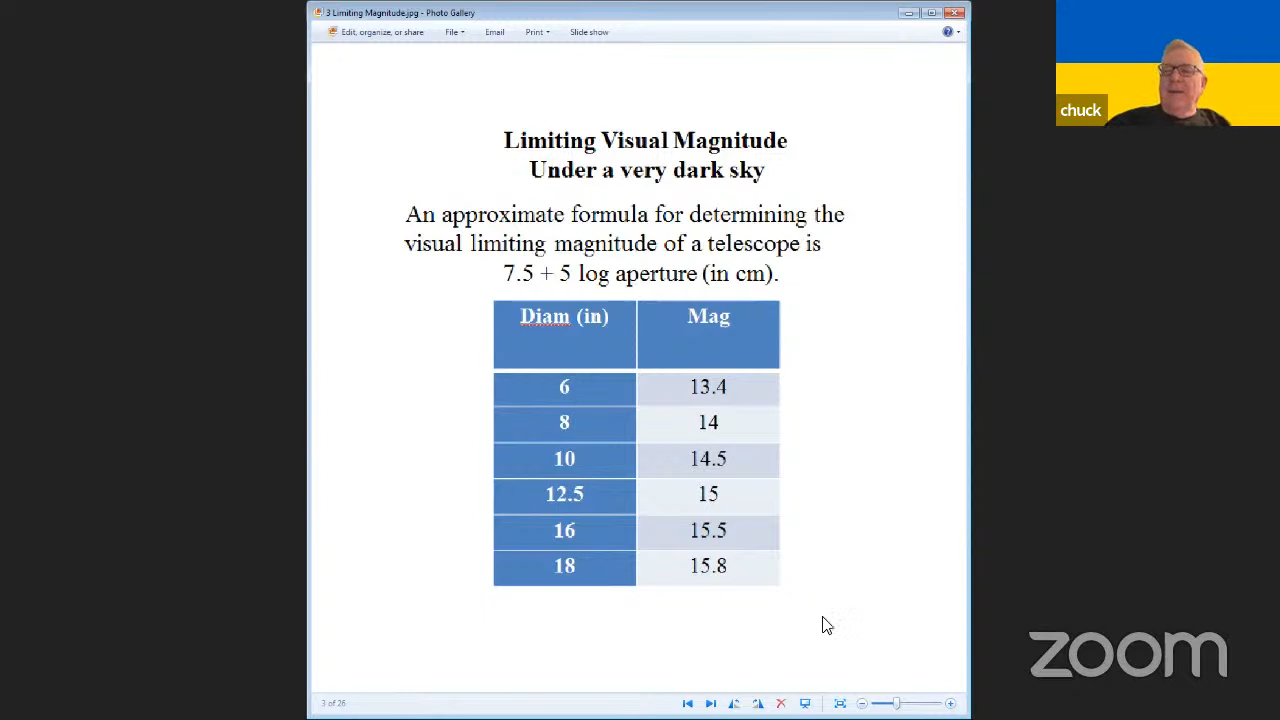 3 Limiting Magnitude.jpg - Photo Gallery
Edit, organize, or share File Email Print Slide show
chuck
Limiting Visual Magnitude
Under a very dark sky
An approximate formula for determining the
visual limiting magnitude of a telescope is
7.5 + 5 log aperture (in cm).
Diam (in) Mag
6 13.4
8 14
10 14.5
12.5 15
16 15.5
18 15.8
zoom
3 of 26